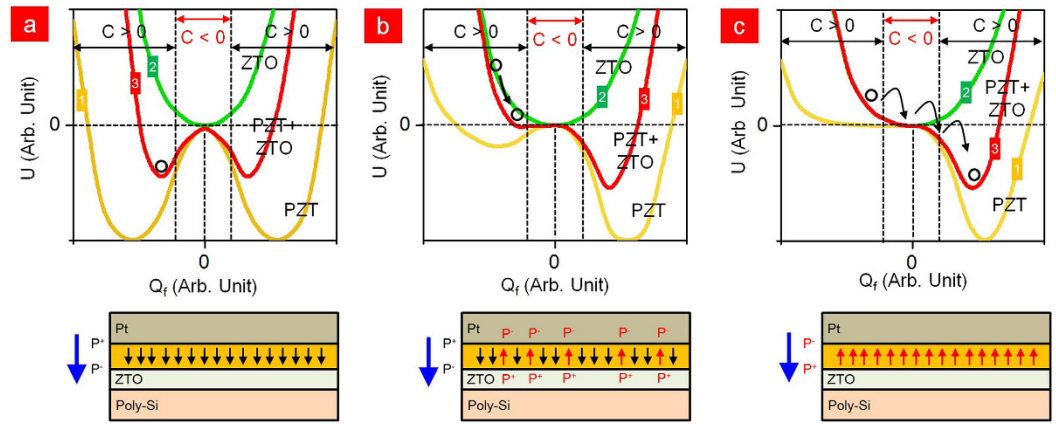 a
C > 0
C < 0
C > 0
ZTO
2
3
1
PZT+
ZTO
PZT
0
U (Arb. Unit)
0
Qf (Arb. Unit)
P+
P-
Pt
ZTO
Poly-Si
b
C > 0
C < 0
C > 0
ZTO
2
3
1
PZT+
ZTO
PZT
0
U (Arb. Unit)
0
Qf (Arb. Unit)
P+
P-
Pt
P- P- P- P- P-
ZTO P+ P+ P+ P+ P+
Poly-Si
c
C > 0
C < 0
C > 0
ZTO
2
PZT+
ZTO
3
1
PZT
0
U (Arb Unit)
0
Qf (Arb. Unit)
P-
P+
Pt
ZTO
Poly-Si